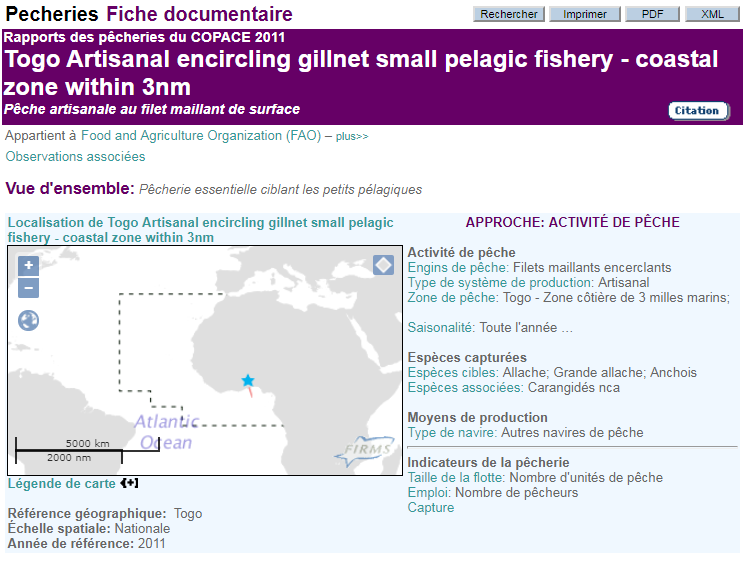 Pecheries Fiche documentaire
Rechercher Imprimer PDF XML
Rapports des pêcheries du COPACE 2011
Togo Artisanal encircling gillnet small pelagic fishery - coastal
zone within 3nm
Pêche artisanale au filet maillant de surface
Citation
Appartient à Food and Agriculture Organization (FAO) – plus>>
Observations associées
Vue d'ensemble: Pêcherie essentielle ciblant les petits pélagiques
Localisation de Togo Artisanal encircling gillnet small pelagic
fishery - coastal zone within 3nm
+
−
Atlantic
Ocean
5000 km
2000 nm
FIRMS
Légende de carte [+]
Référence géographique: Togo
Échelle spatiale: Nationale
Année de référence: 2011
APPROCHE: ACTIVITÉ DE PÊCHE
Activité de pêche
Engins de pêche: Filets maillants encerclants
Type de système de production: Artisanal
Zone de pêche: Togo - Zone côtière de 3 milles marins;
Saisonalité: Toute l'année ...
Espèces capturées
Espèces cibles: Allache; Grande allache; Anchois
Espèces associées: Carangidés nca
Moyens de production
Type de navire: Autres navires de pêche
Indicateurs de la pêcherie
Taille de la flotte: Nombre d'unités de pêche
Emploi: Nombre de pêcheurs
Capture